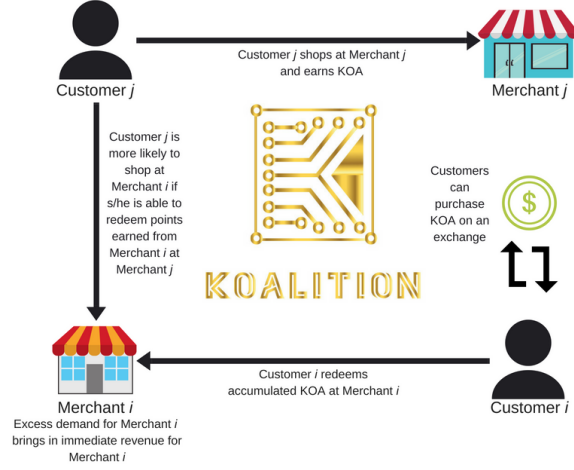 Customer j shops at Merchant j
and earns KOA
Customer j
Merchant j
Customer j is
more likely to
shop at
Merchant i if
s/he is able to
redeem points
earned from
Merchant i at
Merchant j
Customers
can
purchase
KOA on an
exchange
$
KOALITION
Customer i redeems
accumulated KOA at Merchant i
Merchant i
Customer i
Excess demand for Merchant i
brings in immediate revenue for
Merchant i